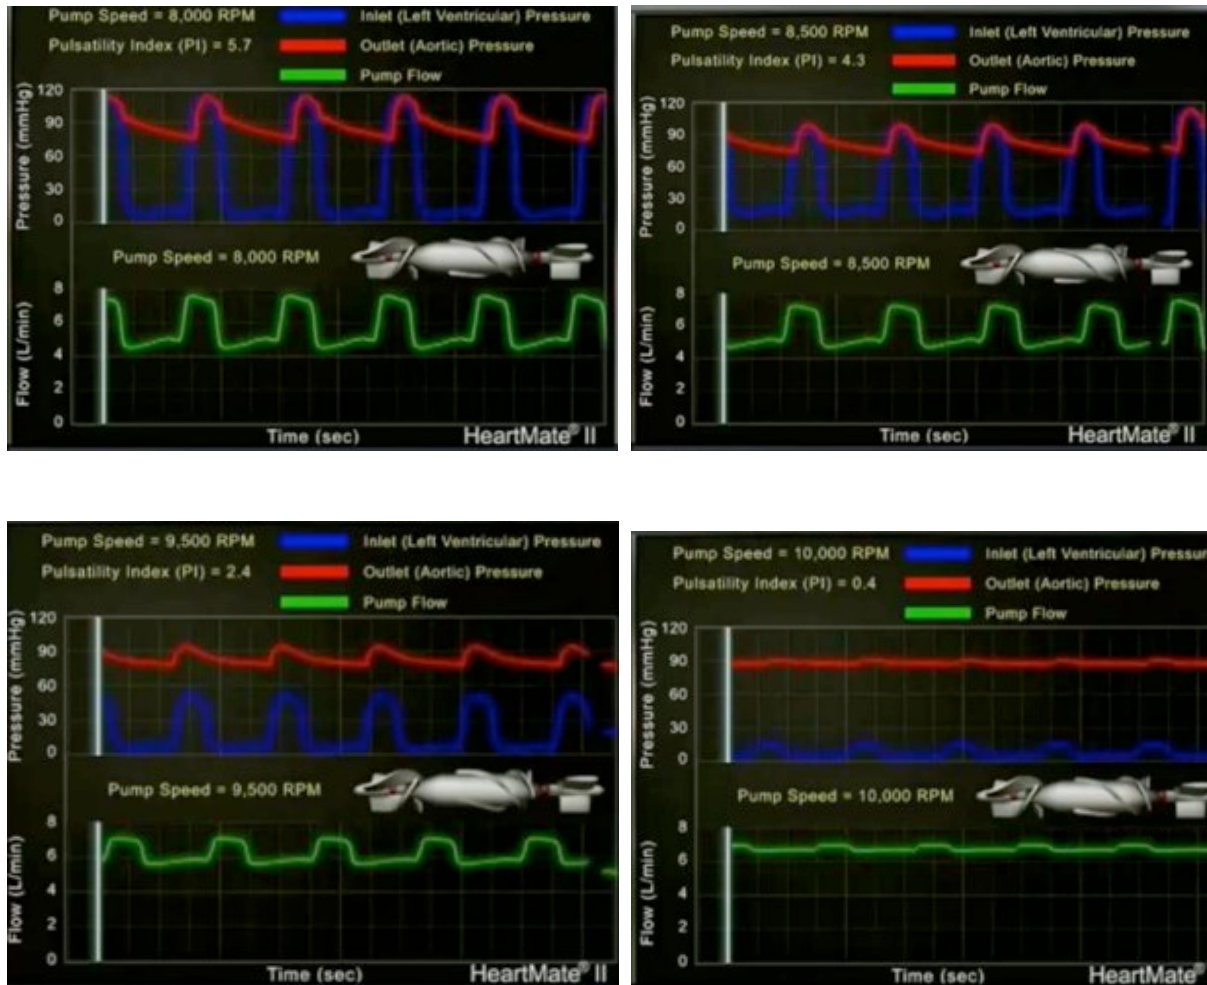 Pump Speed = 8,000 RPM
Inlet (Left Ventricular) Pressure
Pulsatility Index (PI) = 5.7
Outlet (Aortic) Pressure
Pump Flow
Pressure (mmHg)
120
90
60
30
0
Pump Speed = 8,000 RPM
Flow (L/min)
8
6
4
2
0
Time (sec)
HeartMate® II
Pump Speed = 8,500 RPM
Inlet (Left Ventricular) Pressure
Pulsatility Index (PI) = 4.3
Outlet (Aortic) Pressure
Pump Flow
Pressure (mmHg)
120
90
60
30
0
Pump Speed = 8,500 RPM
Flow (L/min)
8
6
4
2
0
Time (sec)
HeartMate® II
Pump Speed = 9,500 RPM
Inlet (Left Ventricular) Pressure
Pulsatility Index (PI) = 2.4
Outlet (Aortic) Pressure
Pump Flow
Pressure (mmHg)
120
90
60
30
0
Pump Speed = 9,500 RPM
Flow (L/min)
8
6
4
2
0
Time (sec)
HeartMate® II
Pump Speed = 10,000 RPM
Inlet (Left Ventricular) Pressu
Pulsatility Index (PI) = 0.4
Outlet (Aortic) Pressure
Pump Flow
Pressure (mmHg)
120
90
60
30
0
Pump Speed = 10,000 RPM
Flow (L/min)
8
6
4
2
0
Time (sec)
HeartMate®